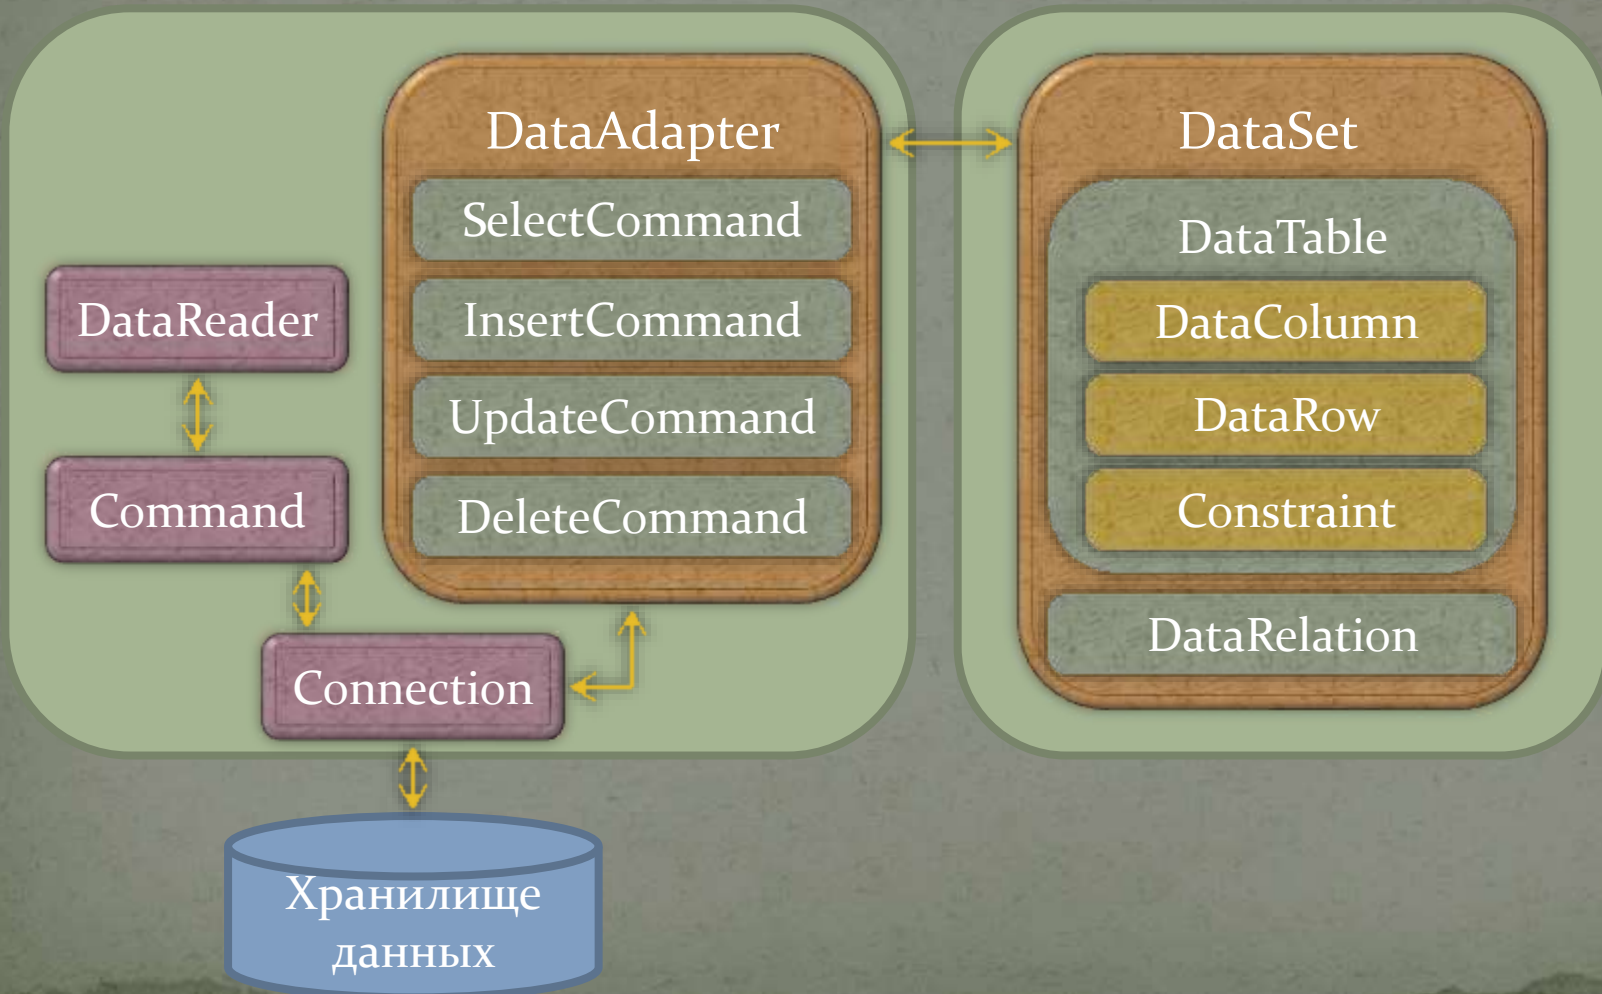 DataAdapter
SelectCommand
InsertCommand
UpdateCommand
DeleteCommand
DataReader
Command
Connection
Хранилище
данных
DataSet
DataTable
DataColumn
DataRow
Constraint
DataRelation